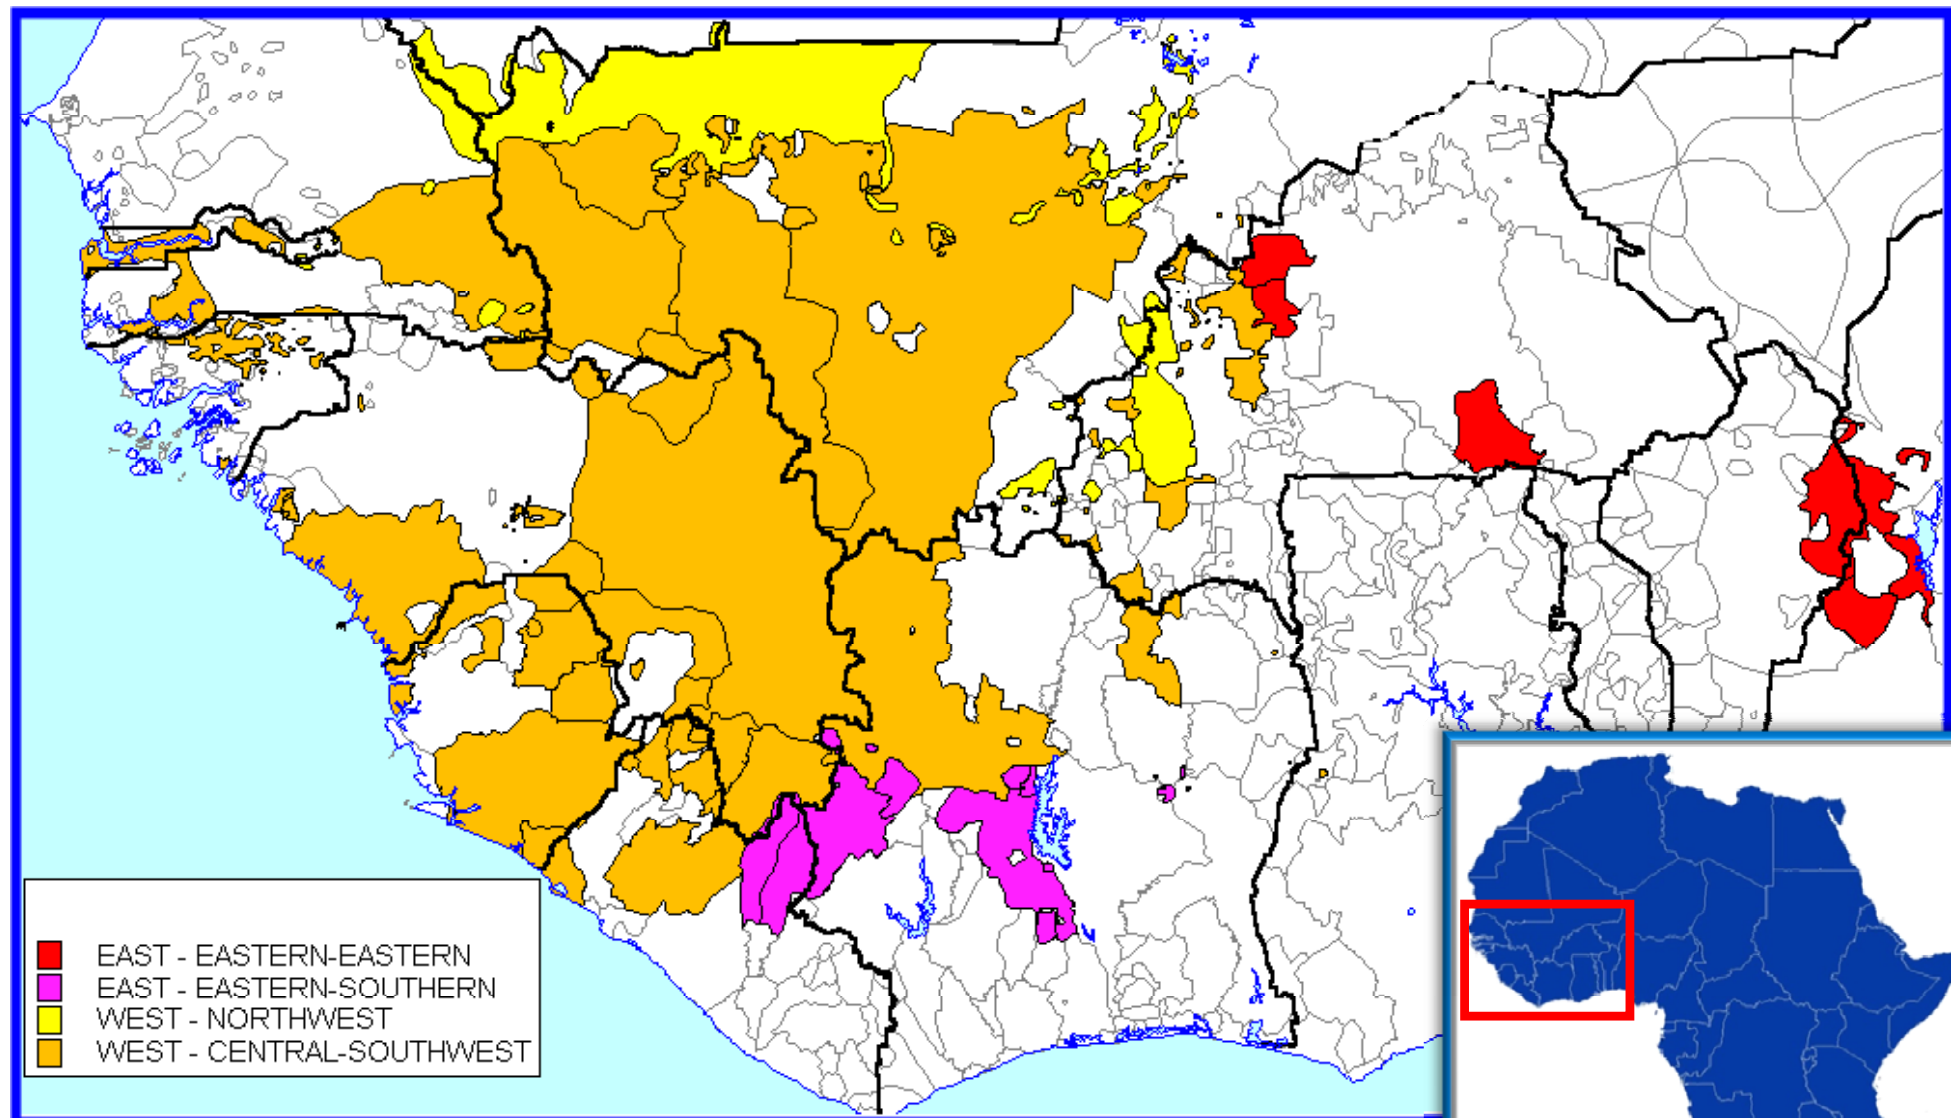 EAST - EASTERN-EASTERN
EAST - EASTERN-SOUTHERN
WEST - NORTHWEST
WEST - CENTRAL-SOUTHWEST